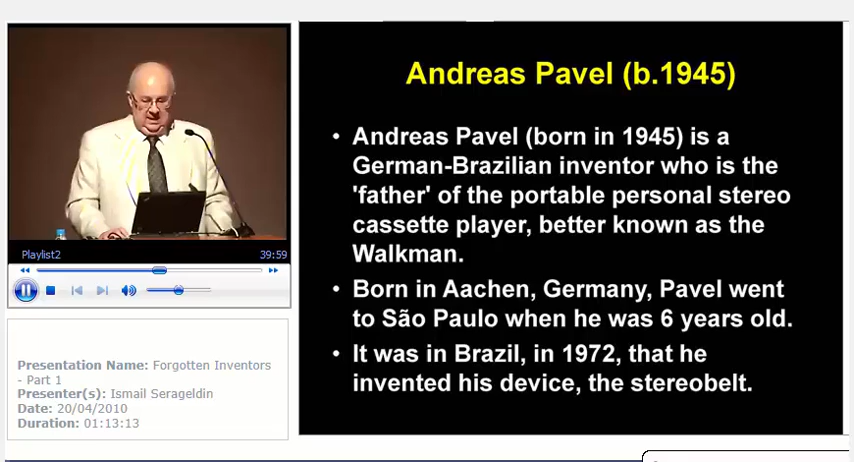 Playlist2 39:59
Presentation Name: Forgotten Inventors
- Part 1
Presenter(s): Ismail Serageldin
Date: 20/04/2010
Duration: 01:13:13
Andreas Pavel (b.1945)
• Andreas Pavel (born in 1945) is a
German-Brazilian inventor who is the
'father' of the portable personal stereo
cassette player, better known as the
Walkman.
• Born in Aachen, Germany, Pavel went
to São Paulo when he was 6 years old.
• It was in Brazil, in 1972, that he
invented his device, the stereobelt.